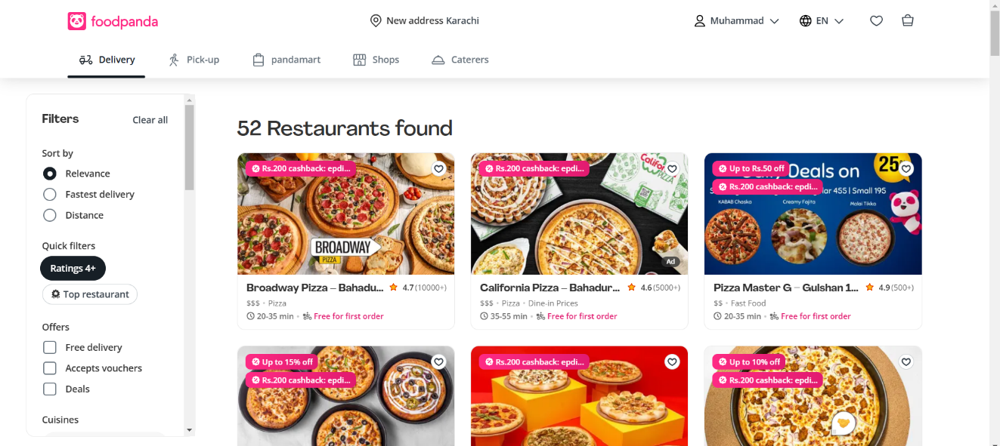 foodpanda
New address Karachi
Muhammad
EN
Delivery
Pick-up
pandamart
Shops
Caterers
Filters
Clear all
Sort by
Relevance
Fastest delivery
Distance
Quick filters
Ratings 4+
Top restaurant
Offers
Free delivery
Accepts vouchers
Deals
Cuisines
52 Restaurants found
Rs.200 cashback: epdi...
BROADWAY
PIZZA
Broadway Pizza – Bahadu... 4.7 (10000+)
$$$ • Pizza
20-35 min • Free for first order
Rs.200 cashback: epdi...
PIZZA
Ad
California Pizza – Bahadur... 4.6 (5000+)
$$$ • Pizza • Dine-in Prices
35-55 min • Free for first order
Up to Rs.50 off
Rs.200 cashback: epdi...
Deals on
25
455 | Small 195
KABAB Chaska
Creamy Fajita
Malai Tikka
Pizza Master G – Gulshan 1... 4.9 (500+)
$$ • Fast Food
20-35 min • Free for first order
Up to 15% off
Rs.200 cashback: epdi...
Rs.200 cashback: epdi...
Up to 10% off
Rs.200 cashback: epdi...